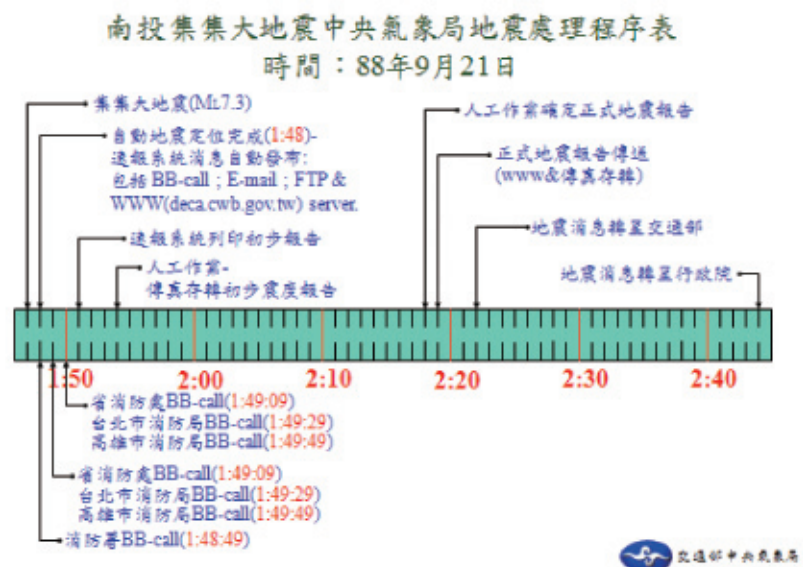 南投集集大地震中央氣象局地震處理程序表
時間：88年9月21日
集集大地震(ML7.3)
自動地震定位完成(1:48)-
速報系統消息自動發布:
包括 BB-call ; E-mail ; FTP &
WWW(deca.cwb.gov.tw) server.
速報系統列印初步報告
人工作業-
傳真存轉初步震度報告
人工作業確定正式地震報告
正式地震報告傳送
(www&傳真存轉)
地震消息轉呈交通部
地震消息轉呈行政院
1:50
2:00
2:10
2:20
2:30
2:40
省消防處BB-call(1:49:09)
台北市消防局BB-call(1:49:29)
高雄市消防局BB-call(1:49:49)
省消防處BB-call(1:49:09)
台北市消防局BB-call(1:49:29)
高雄市消防局BB-call(1:49:49)
消防署BB-call(1:48:49)
交通部中央氣象局